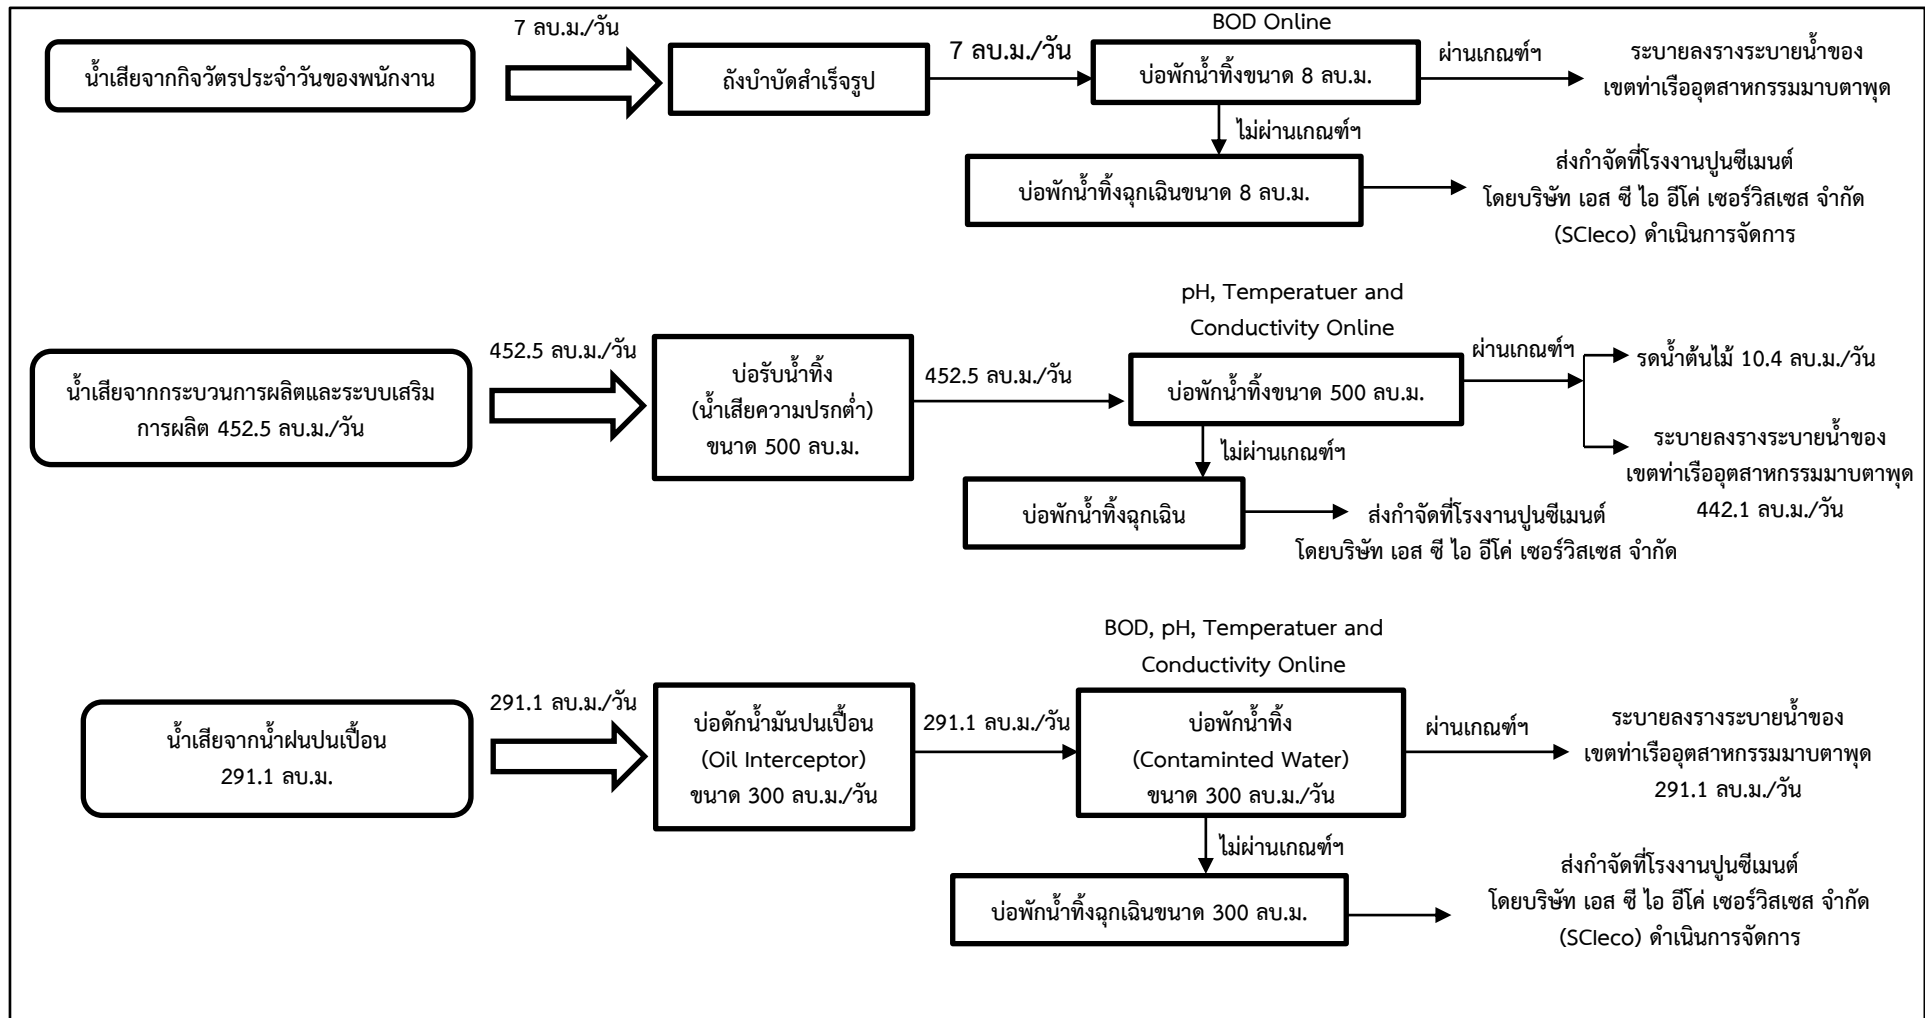 BOD Online
7 ลบ.ม./วัน
น้ำเสียจากกิจวัตรประจำวันของพนักงาน
ถังบำบัดสำเร็จรูป
7 ลบ.ม./วัน
บ่อพักน้ำทิ้งขนาด 8 ลบ.ม.
ผ่านเกณฑ์ฯ
ระบายลงรางระบายน้ำของ
เขตท่าเรืออุตสาหกรรมมาบตาพุด
ไม่ผ่านเกณฑ์ฯ
บ่อพักน้ำทิ้งฉุกเฉินขนาด 8 ลบ.ม.
ส่งกำจัดที่โรงงานปูนซีเมนต์
โดยบริษัท เอส ซี ไอ อีโค่ เซอร์วิสเซส จำกัด
(SCIeco) ดำเนินการจัดการ
pH, Temperatuer and
Conductivity Online
452.5 ลบ.ม./วัน
น้ำเสียจากกระบวนการผลิตและระบบเสริม
การผลิต 452.5 ลบ.ม./วัน
บ่อรับน้ำทิ้ง
(น้ำเสียความปรกต่ำ)
ขนาด 500 ลบ.ม.
452.5 ลบ.ม./วัน
บ่อพักน้ำทิ้งขนาด 500 ลบ.ม.
ผ่านเกณฑ์ฯ
รดน้ำต้นไม้ 10.4 ลบ.ม./วัน
ระบายลงรางระบายน้ำของ
เขตท่าเรืออุตสาหกรรมมาบตาพุด
442.1 ลบ.ม./วัน
ไม่ผ่านเกณฑ์ฯ
บ่อพักน้ำทิ้งฉุกเฉิน
ส่งกำจัดที่โรงงานปูนซีเมนต์
โดยบริษัท เอส ซี ไอ อีโค่ เซอร์วิสเซส จำกัด
BOD, pH, Temperatuer and
Conductivity Online
291.1 ลบ.ม./วัน
น้ำเสียจากน้ำฝนปนเปื้อน
291.1 ลบ.ม.
บ่อดักน้ำมันปนเปื้อน
(Oil Interceptor)
ขนาด 300 ลบ.ม./วัน
291.1 ลบ.ม./วัน
บ่อพักน้ำทิ้ง
(Contaminted Water)
ขนาด 300 ลบ.ม./วัน
ผ่านเกณฑ์ฯ
ระบายลงรางระบายน้ำของ
เขตท่าเรืออุตสาหกรรมมาบตาพุด
291.1 ลบ.ม./วัน
ไม่ผ่านเกณฑ์ฯ
บ่อพักน้ำทิ้งฉุกเฉินขนาด 300 ลบ.ม.
ส่งกำจัดที่โรงงานปูนซีเมนต์
โดยบริษัท เอส ซี ไอ อีโค่ เซอร์วิสเซส จำกัด
(SCIeco) ดำเนินการจัดการ